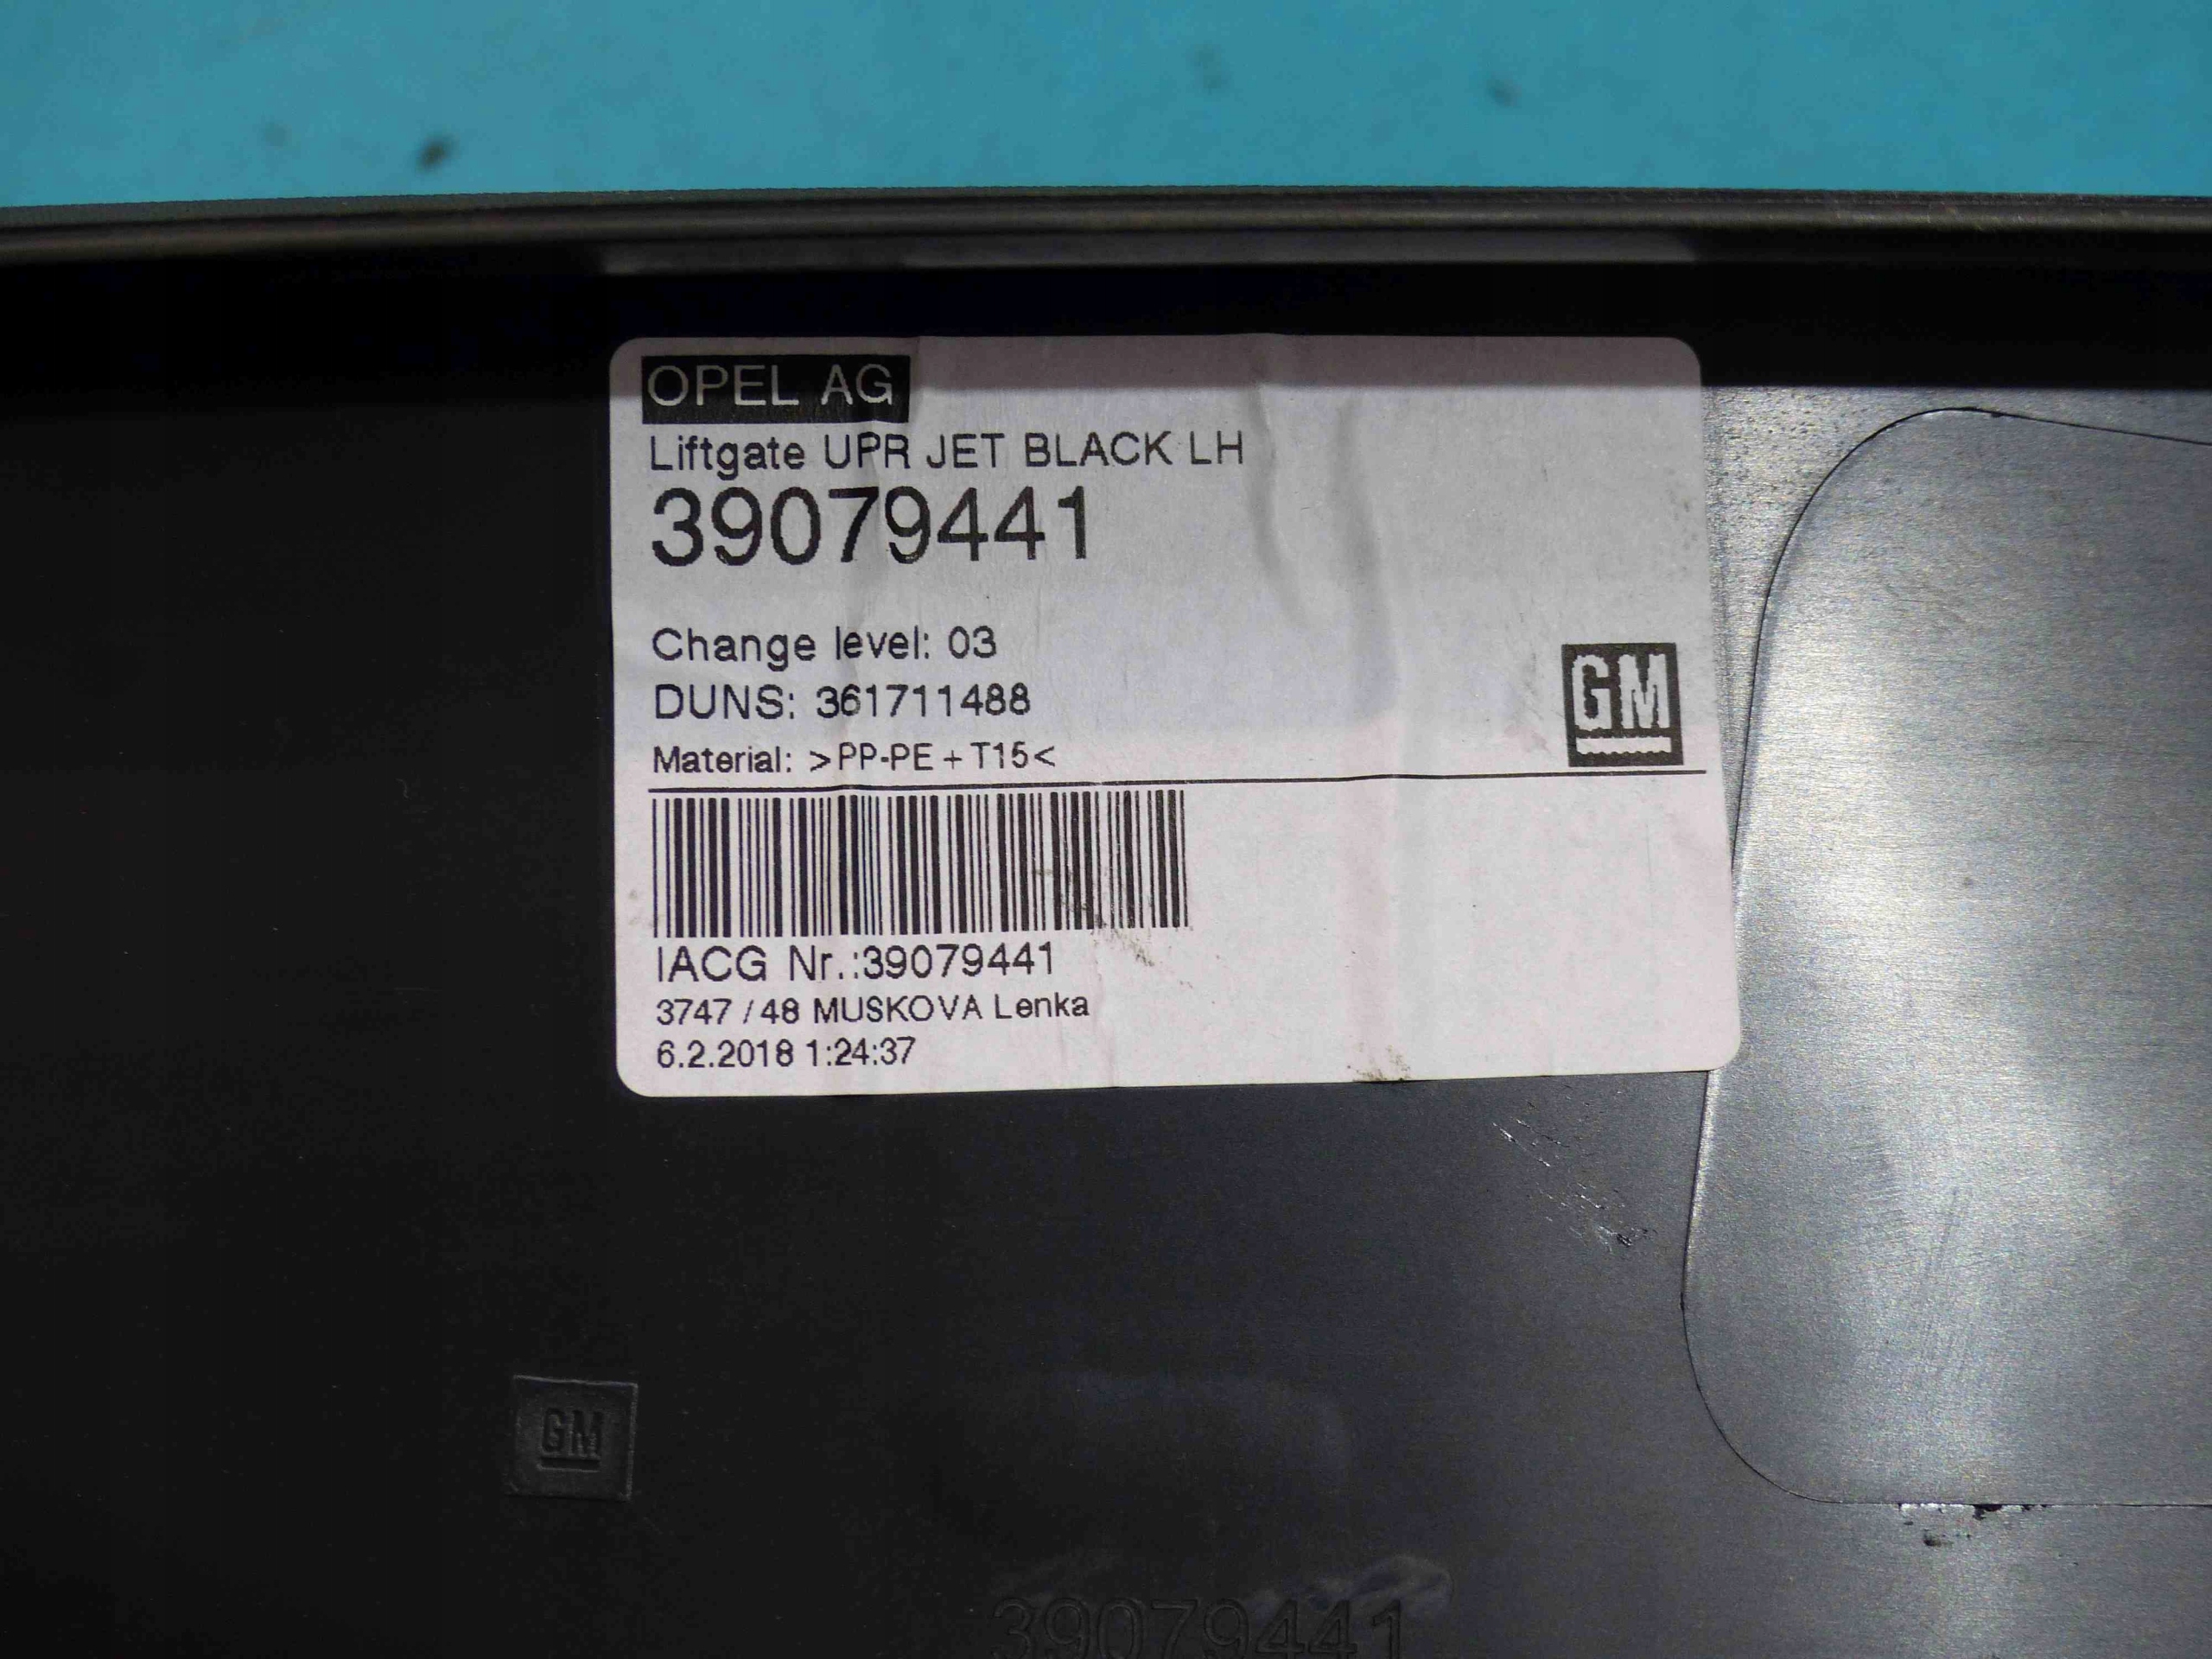 OPEL AG
Liftgate UPR JET BLACK LH
39079441
Change level: 03
DUNS: 361711488
GM
Material: >PP-PE + T15<
IACG Nr.:39079441
3747 / 48 MUSKOVA Lenka
6.2.2018 1:24:37
GM
39079441